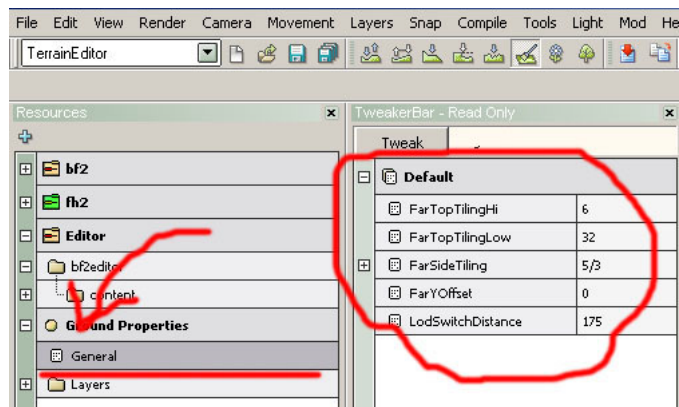 File Edit View Render Camera Movement Layers Snap Compile Tools Light Mod He
TerrainEditor
Resources
TweakerBar - Read Only
Tweak
bf2
fh2
Editor
bf2editor
content
Ground Properties
General
Layers
Default
FarTopTilingHi 6
FarTopTilingLow 32
FarSideTiling 5/3
FarYOffset 0
LodSwitchDistance 175